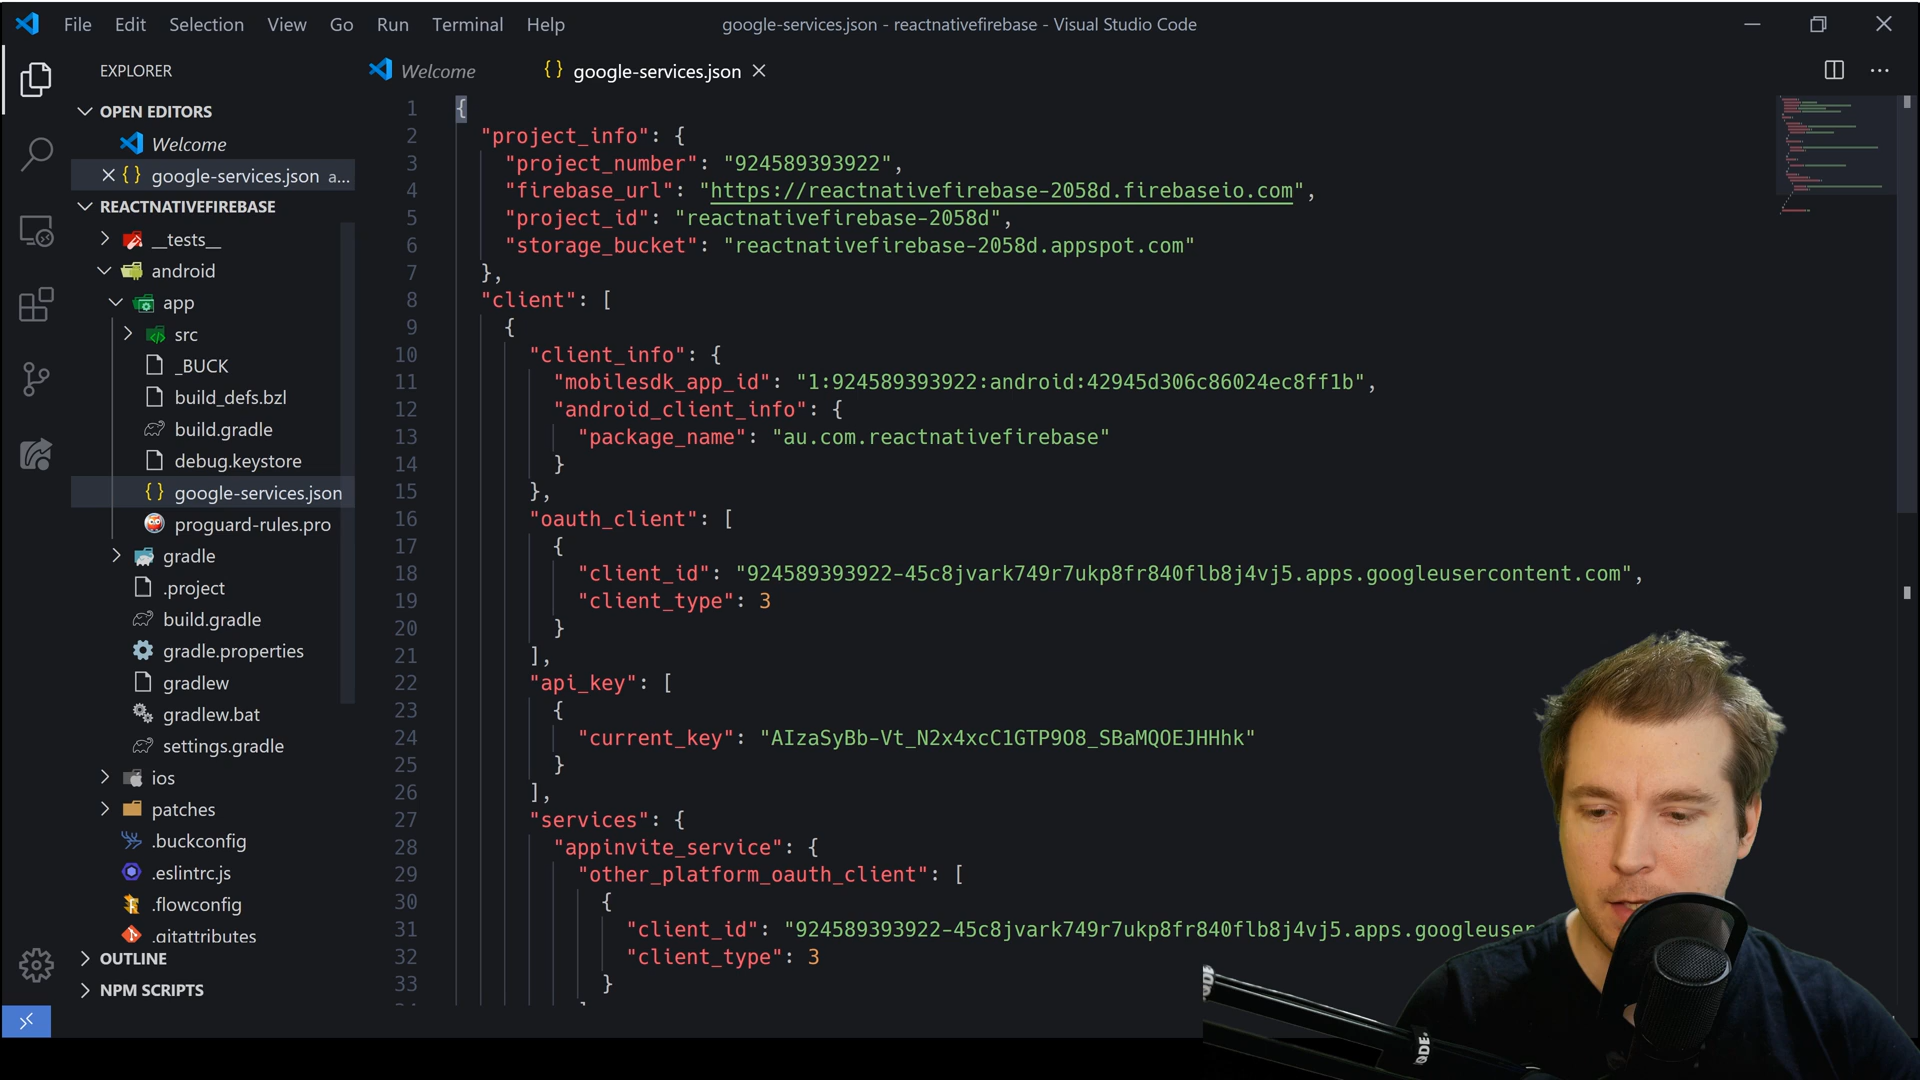 File Edit Selection View Go Run Terminal Help
google-services.json - reactnativefirebase - Visual Studio Code
EXPLORER
OPEN EDITORS
Welcome
google-services.json a...
REACTNATIVEFIREBASE
__tests__
android
app
src
_BUCK
build_defs.bzl
build.gradle
debug.keystore
google-services.json
proguard-rules.pro
gradle
.project
build.gradle
gradle.properties
gradlew
gradlew.bat
settings.gradle
ios
patches
.buckconfig
.eslintrc.js
.flowconfig
.gitattributes
OUTLINE
NPM SCRIPTS
Welcome google-services.json
1 {
2 "project_info": {
3 "project_number": "924589393922",
4 "firebase_url": "https://reactnativefirebase-2058d.firebaseio.com",
5 "project_id": "reactnativefirebase-2058d",
6 "storage_bucket": "reactnativefirebase-2058d.appspot.com"
7 },
8 "client": [
9 {
10 "client_info": {
11 "mobilesdk_app_id": "1:924589393922:android:42945d306c86024ec8ff1b",
12 "android_client_info": {
13 "package_name": "au.com.reactnativefirebase"
14 }
15 },
16 "oauth_client": [
17 {
18 "client_id": "924589393922-45c8jvark749r7ukp8fr840flb8j4vj5.apps.googleusercontent.com",
19 "client_type": 3
20 }
21 ],
22 "api_key": [
23 {
24 "current_key": "AIzaSyBb-Vt_N2x4xcC1GTP9O8_SBaMQOEJHHhk"
25 }
26 ],
27 "services": {
28 "appinvite_service": {
29 "other_platform_oauth_client": [
30 {
31 "client_id": "924589393922-45c8jvark749r7ukp8fr840flb8j4vj5.apps.googleuser
32 "client_type": 3
33 }